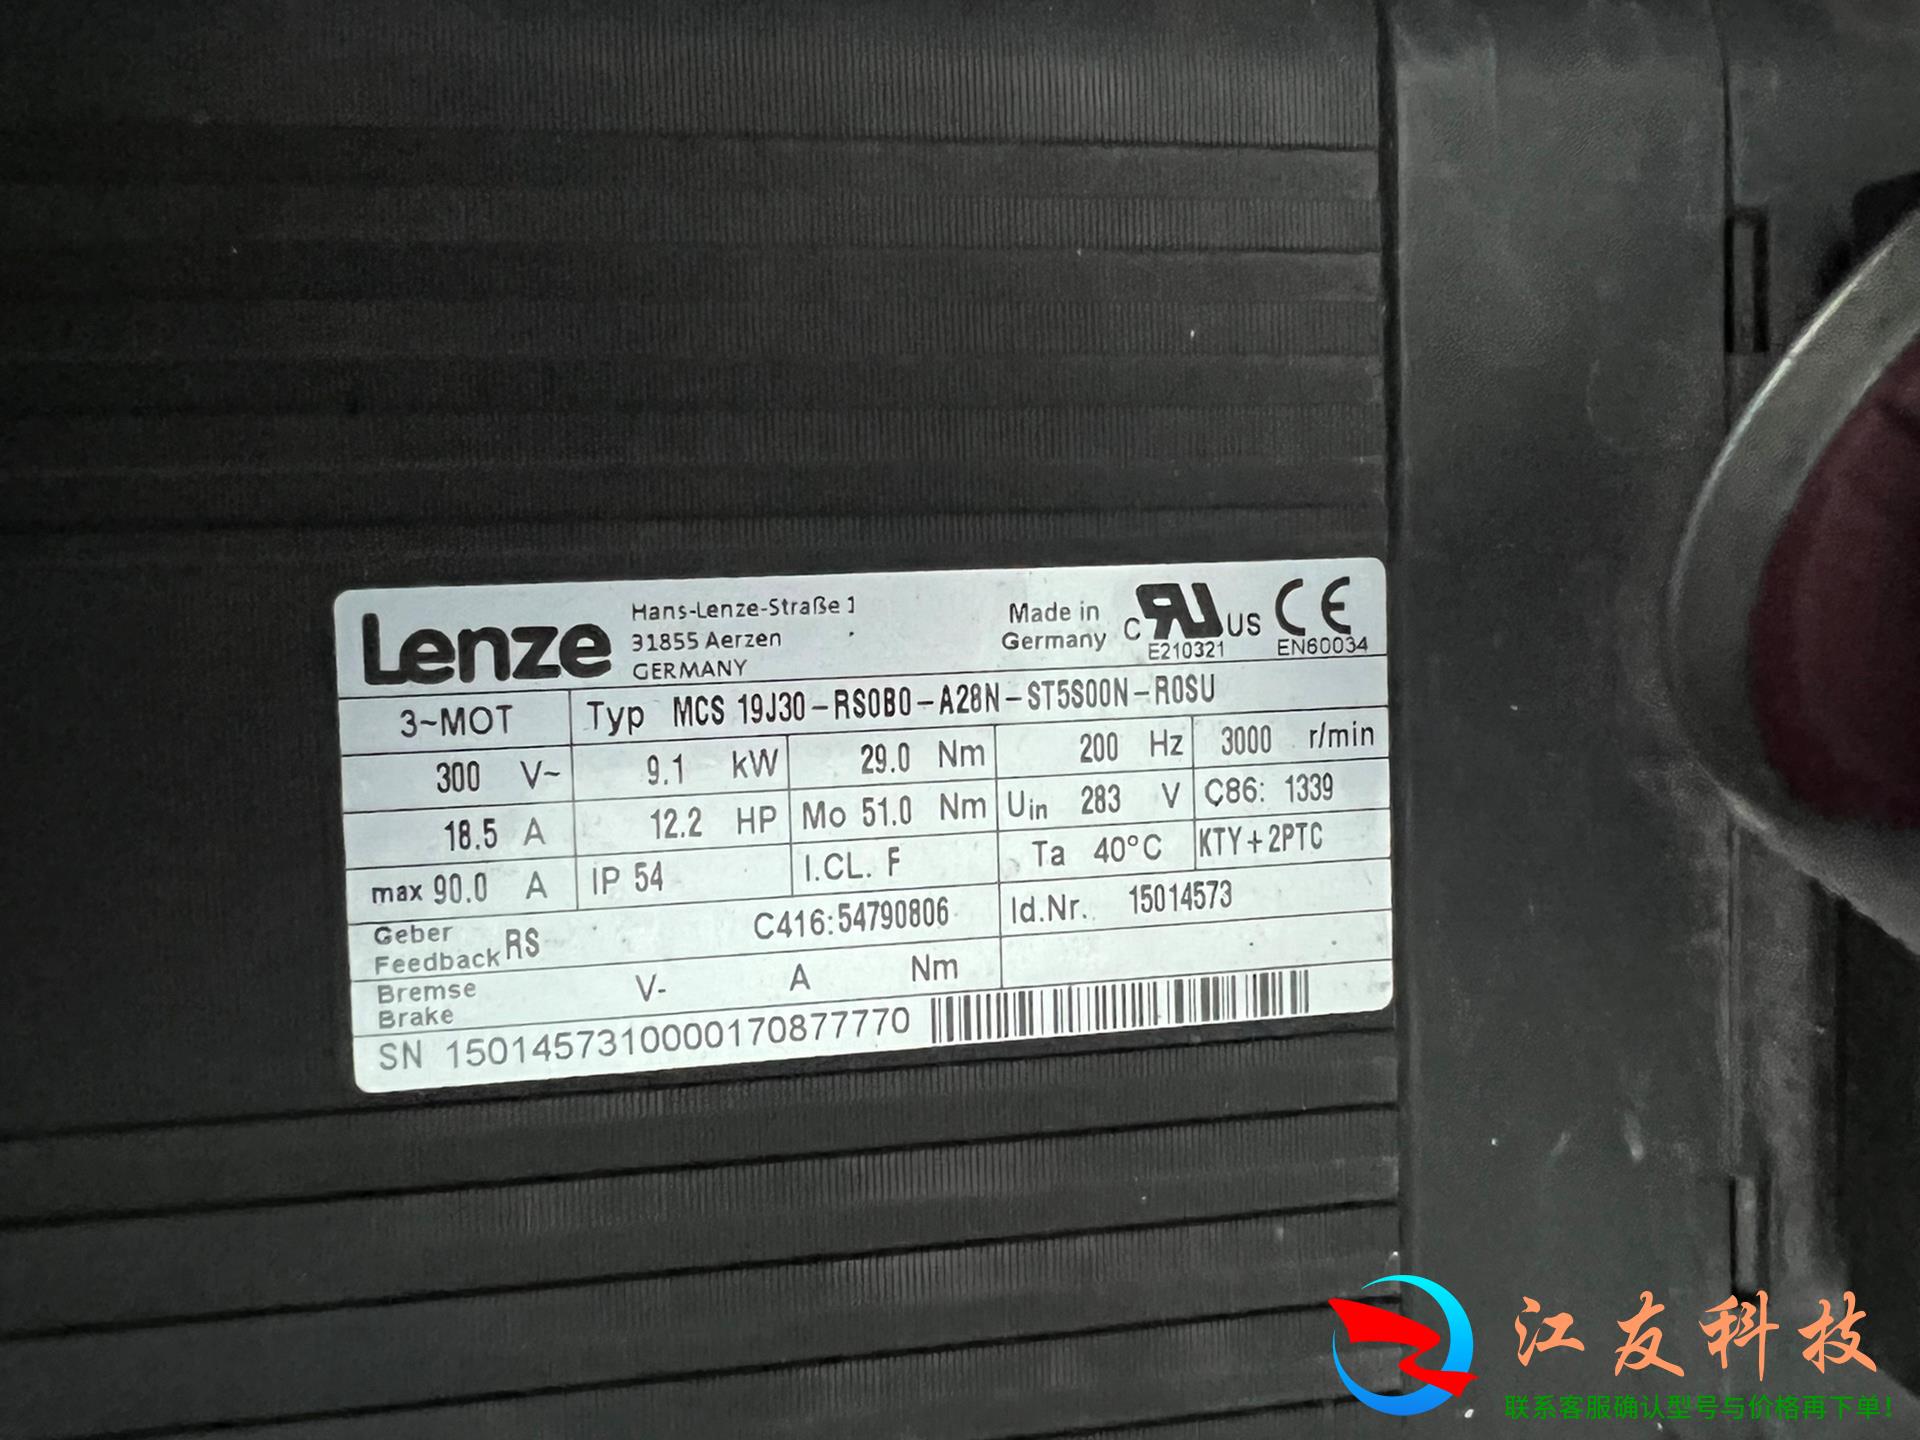 Lenze
Hans-Lenze-Straße 1
31855 Aerzen
GERMANY
Made in
Germany
C RU US CE
E210321 EN60034
3~MOT Typ MCS 19J30-RS0B0-A28N-ST5S00N-R0SU
300 V~ 9.1 kW 29.0 Nm 200 Hz 3000 r/min
18.5 A 12.2 HP Mo 51.0 Nm Uin 283 V C86: 1339
max 90.0 A IP 54 I.CL. F Ta 40°C KTY+2PTC
Geber
Feedback RS C416:54790806 Id.Nr. 15014573
Bremse
Brake V- A Nm
SN 1501457310000170877770
江友科技
联系客服确认型号与价格再下单！